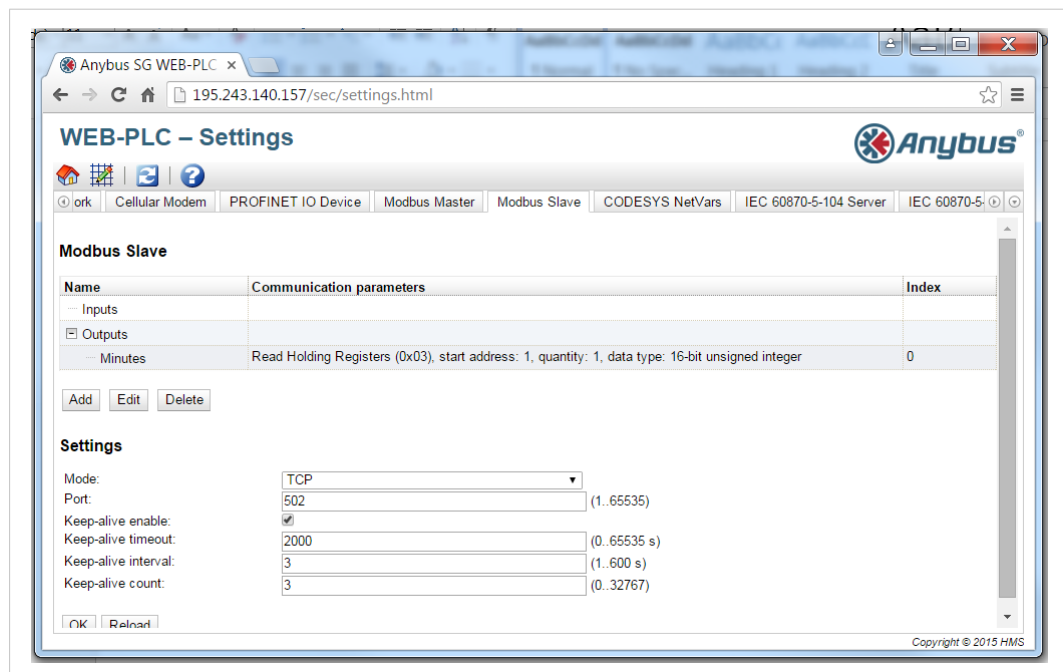 Anybus SG WEB-PLC
195.243.140.157/sec/settings.html
WEB-PLC – Settings
Anybus®
ork Cellular Modem PROFINET IO Device Modbus Master Modbus Slave CODESYS NetVars IEC 60870-5-104 Server IEC 60870-5-
Modbus Slave
Name Communication parameters Index
Inputs
Outputs
Minutes Read Holding Registers (0x03), start address: 1, quantity: 1, data type: 16-bit unsigned integer 0
Add Edit Delete
Settings
Mode: TCP
Port: 502 (1..65535)
Keep-alive enable:
Keep-alive timeout: 2000 (0..65535 s)
Keep-alive interval: 3 (1..600 s)
Keep-alive count: 3 (0..32767)
OK Reload
Copyright © 2015 HMS